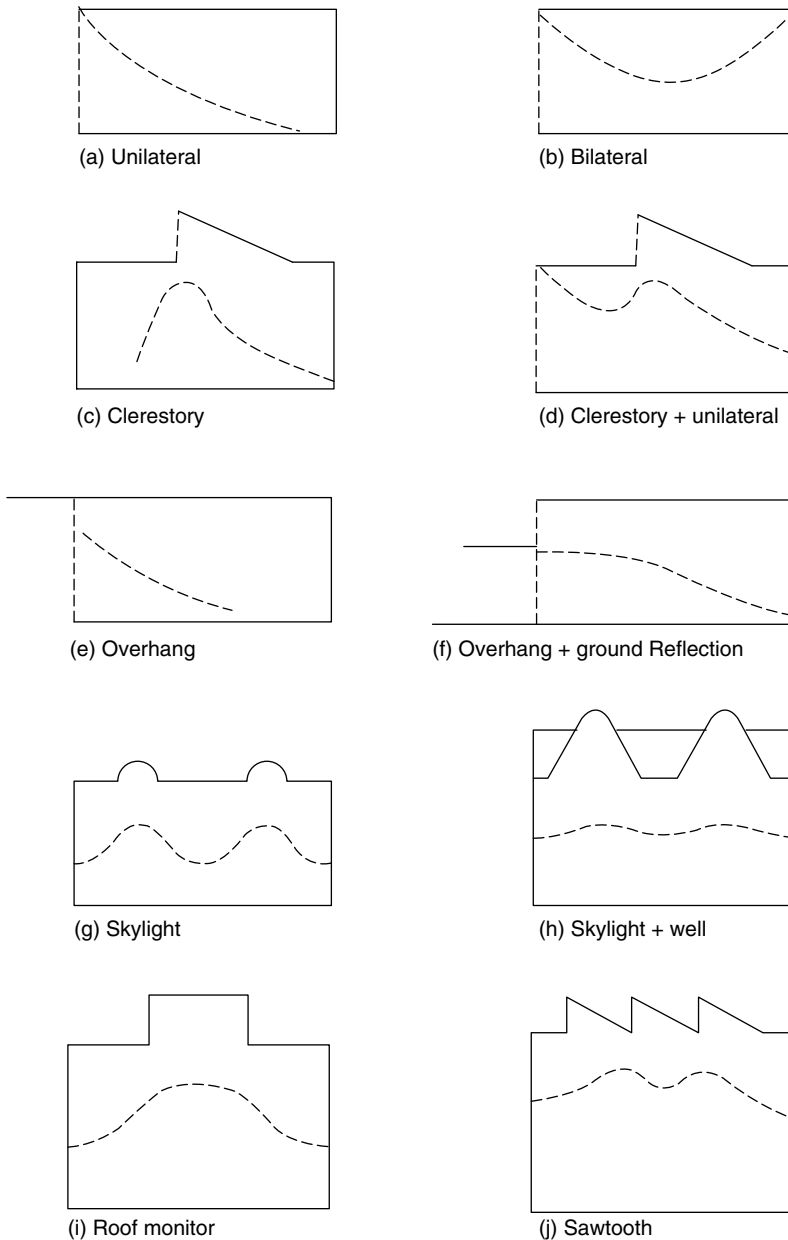 (a) Unilateral
(b) Bilateral
(c) Clerestory
(d) Clerestory + unilateral
(e) Overhang
(f) Overhang + ground Reflection
(g) Skylight
(h) Skylight + well
(i) Roof monitor
(j) Sawtooth